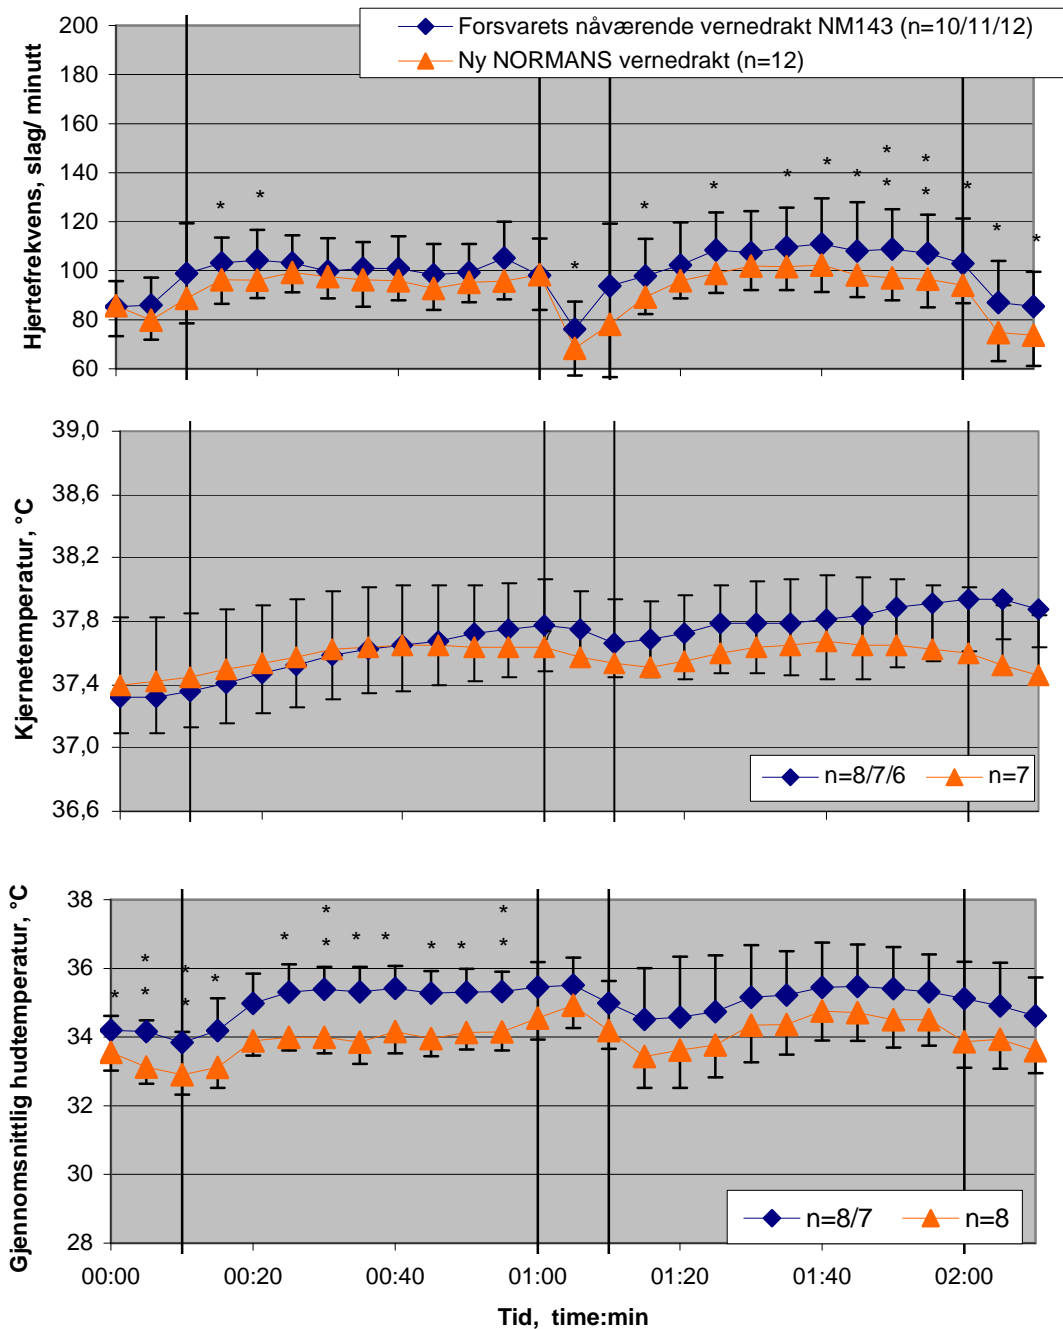 Forsvarets nåværende vernedrakt NM143 (n=10/11/12)
Ny NORMANS vernedrakt (n=12)
Hjertefrekvens, slag/ minutt
200
180
160
140
120
100
80
60
* * * * * * * * * * * * * * *
Kjernetemperatur, °C
39,0
38,6
38,2
37,8
37,4
37,0
36,6
n=8/7/6 n=7
Gjennomsnittlig hudtemperatur, °C
38
36
34
32
30
28
* * * * * * * * * * * * * * *
n=8/7 n=8
00:00 00:20 00:40 01:00 01:20 01:40 02:00
Tid, time:min